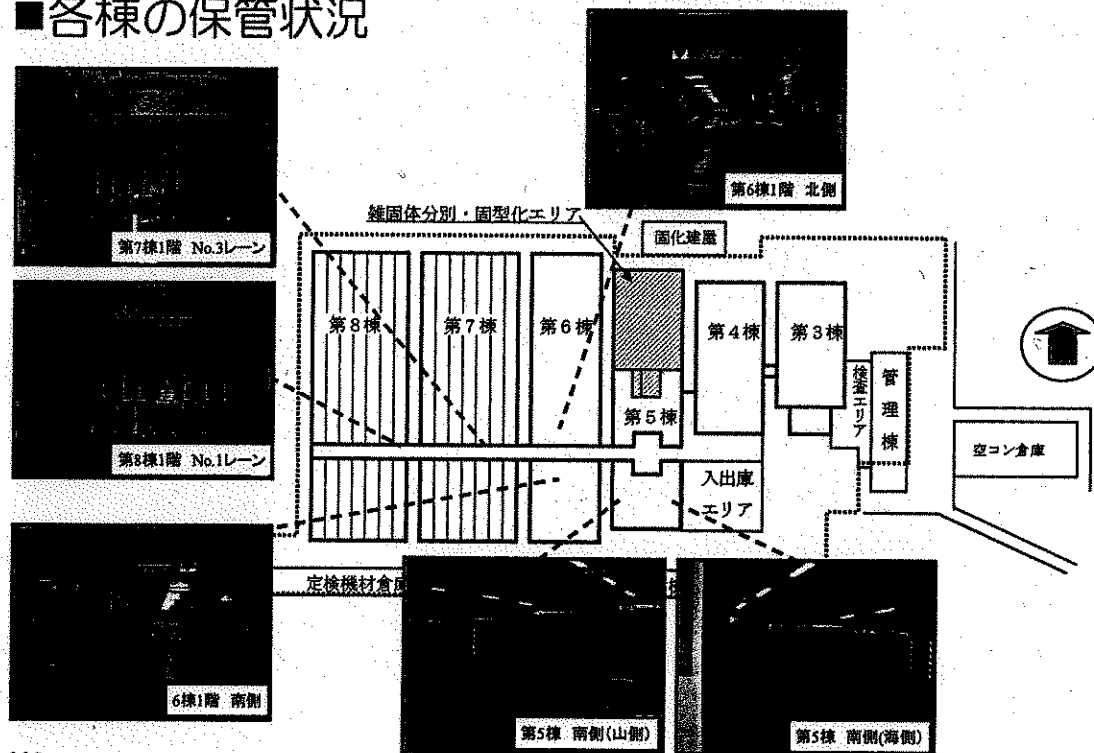 ■各棟の保管状況
第7棟1階 No.3レーン
第6棟1階 北側
雑固体分別・固型化エリア
固化建屋
第8棟
第7棟
第6棟
第4棟
第3棟
検査エリア
管理棟
第5棟
第8棟1階 No.1レーン
空コン倉庫
入出庫
エリア
定検機材倉庫
6棟1階 南側
第5棟 南側(山側)
第5棟 南側(海側)